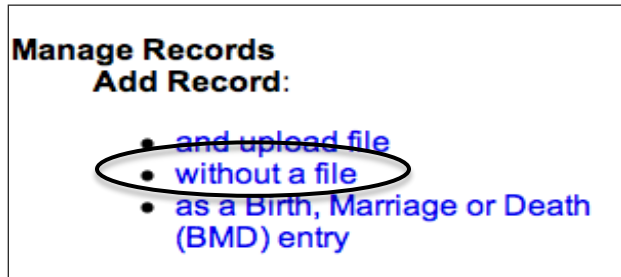 Manage Records
Add Record:
• and upload file
• without a file
• as a Birth, Marriage or Death
(BMD) entry